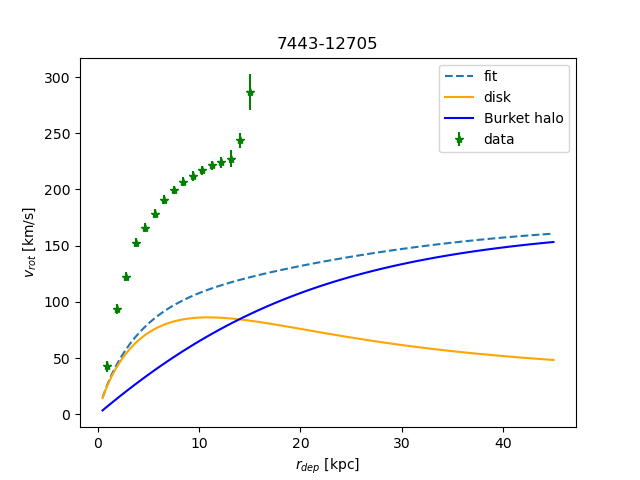 7443-12705
fit
disk
Burket halo
data
v_rot [km/s]
300
250
200
150
100
50
0
0 10 20 30 40
r_dep [kpc]